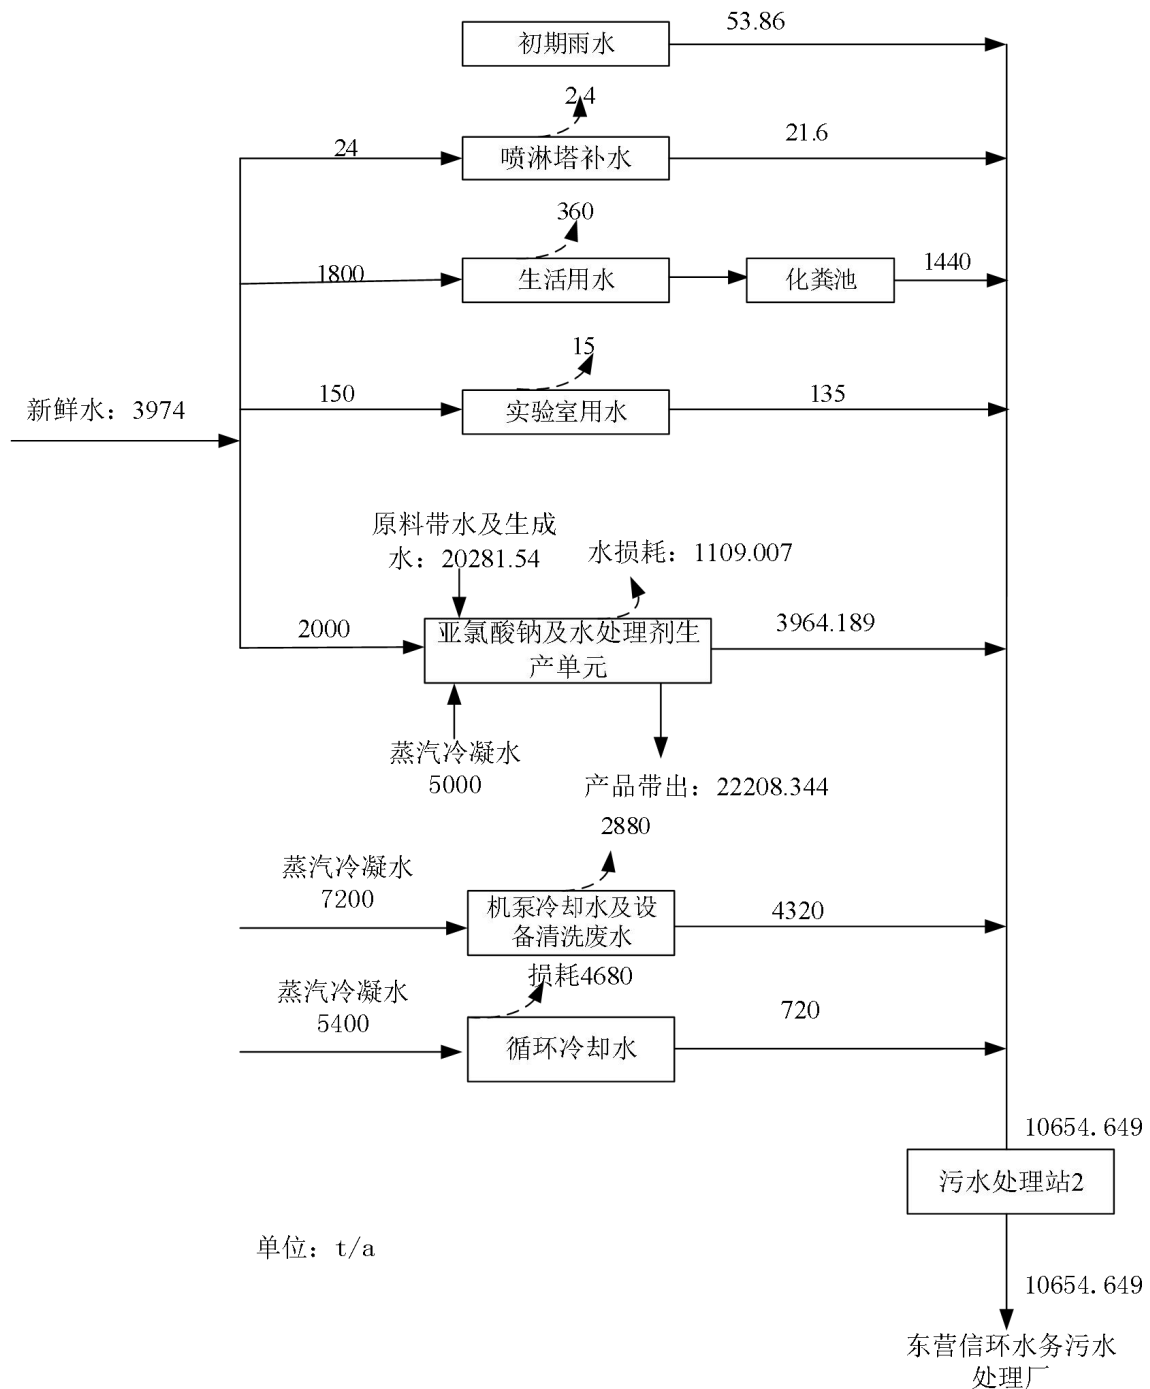 53.86
初期雨水
2.4
24
喷淋塔补水
21.6
360
1800
生活用水
化粪池
1440
15
新鲜水：3974
150
实验室用水
135
原料带水及生成
水：20281.54
水损耗：1109.007
2000
亚氯酸钠及水处理剂生
产单元
3964.189
蒸汽冷凝水
5000
产品带出：22208.344
2880
蒸汽冷凝水
7200
机泵冷却水及设
备清洗废水
4320
损耗4680
蒸汽冷凝水
5400
循环冷却水
720
10654.649
污水处理站2
单位：t/a
10654.649
东营信环水务污水
处理厂